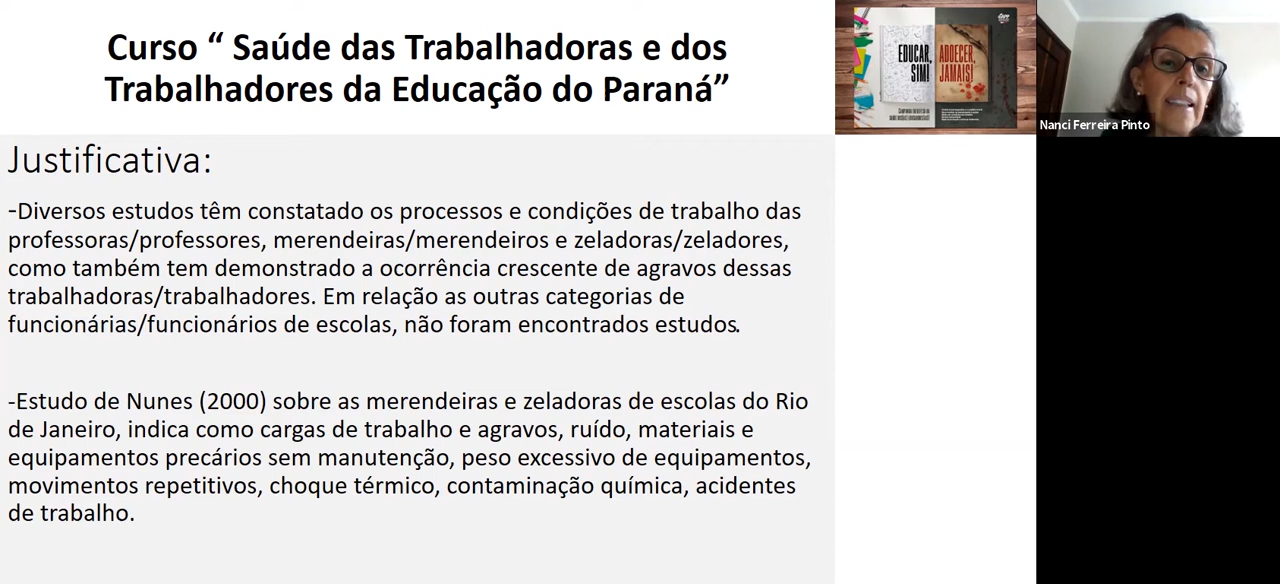 Curso “ Saúde das Trabalhadoras e dos
Trabalhadores da Educação do Paraná”
Justificativa:
-Diversos estudos têm constatado os processos e condições de trabalho das
professoras/professores, merendeiras/merendeiros e zeladoras/zeladores,
como também tem demonstrado a ocorrência crescente de agravos dessas
trabalhadoras/trabalhadores. Em relação as outras categorias de
funcionárias/funcionários de escolas, não foram encontrados estudos.
-Estudo de Nunes (2000) sobre as merendeiras e zeladoras de escolas do Rio
de Janeiro, indica como cargas de trabalho e agravos, ruído, materiais e
equipamentos precários sem manutenção, peso excessivo de equipamentos,
movimentos repetitivos, choque térmico, contaminação química, acidentes
de trabalho.
EDUCAR,
SIM!
ADOECER,
JAMAIS!
Nanci Ferreira Pinto